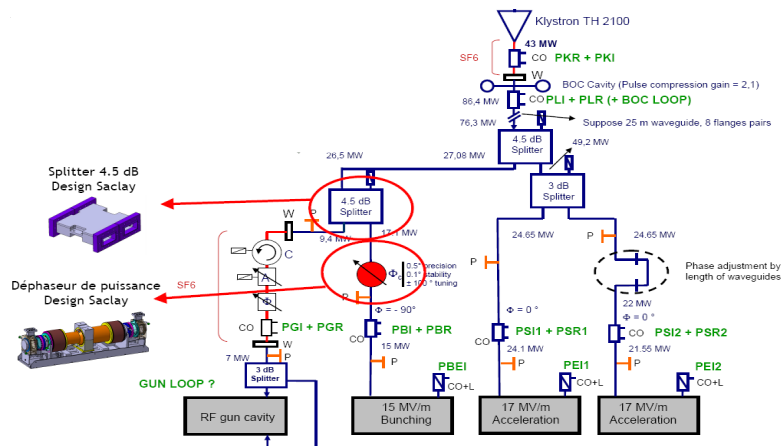 Klystron TH 2100
43 MW
SF6
CO
PKR + PKI
W
BOC Cavity (Pulse compression gain = 2,1)
86,4 MW
CO
PLI + PLR (+ BOC LOOP)
76,3 MW
Suppose 25 m waveguide, 8 flanges pairs
4.5 dB
Splitter
49,2 MW
26,5 MW
27,08 MW
3 dB
Splitter
Splitter 4.5 dB
Design Saclay
4.5 dB
Splitter
W
P
9,4 MW
17,1 MW
P
24.65 MW
24.65 MW
SF6
C
A
Φ
Φc
0.5° precision
0.1° stability
± 100 ° tuning
P
P
Phase adjustment by
length of waveguides
Déphaseur de puissance
Design Saclay
22 MW
Φ = - 90°
Φ = 0 °
Φ = 0 °
CO
PGI + PGR
CO
PBI + PBR
CO
PSI1 + PSR1
CO
PSI2 + PSR2
W
7 MW
P
15 MW
P
24.1 MW
P
21.55 MW
P
GUN LOOP ?
3 dB
Splitter
PBEI
CO+L
PEI1
CO+L
PEI2
CO+L
RF gun cavity
15 MV/m
Bunching
17 MV/m
Acceleration
17 MV/m
Acceleration